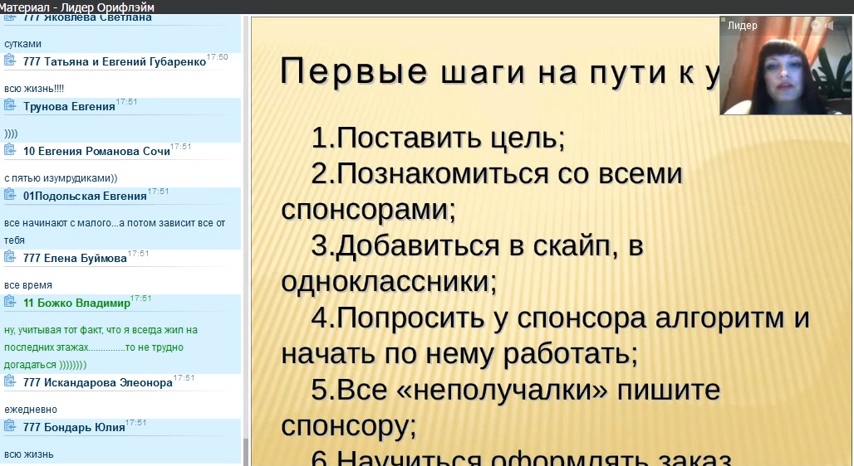 Материал - Лидер Орифлэйм
777 Яковлева Светлана
сутками
777 Татьяна и Евгений Губаренко 17:50
всю жизнь!!!!
Трунова Евгения 17:51
))))
10 Евгения Романова Сочи 17:51
с пятью изумрудиками))
01Подольская Евгения 17:51
все начинают с малого...а потом зависит все от
тебя
777 Елена Буймова 17:51
все время
11 Божко Владимир 17:51
ну, учитывая тот факт, что я всегда жил на
последних этажах...............то не трудно
догадаться ))))))))
777 Искандарова Элеонора 17:51
ежедневно
777 Бондарь Юлия 17:51
всю жизнь
Первые шаги на пути к у
1.Поставить цель;
2.Познакомиться со всеми
спонсорами;
3.Добавиться в скайп, в
одноклассники;
4.Попросить у спонсора алгоритм и
начать по нему работать;
5.Все «неполучалки» пишите
спонсору;
6.Научиться оформлять заказ
Лидер